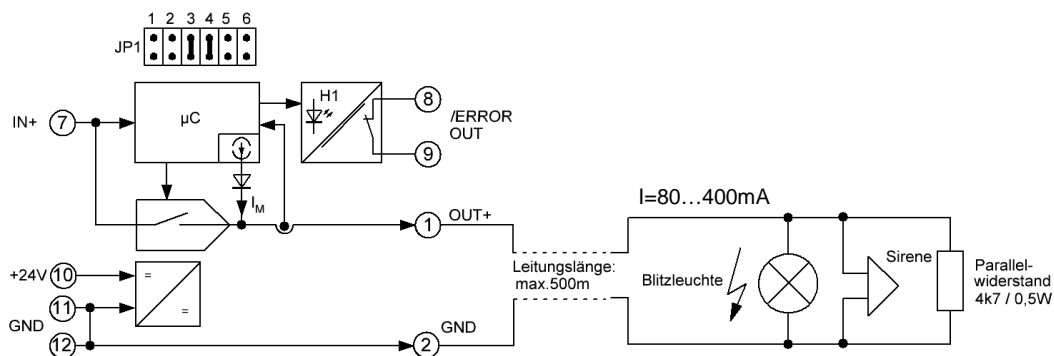 1 2 3 4 5 6
JP1
H1
µC
IN+ 7
8
/ERROR
OUT
9
I_M
1 OUT+
I=80...400mA
+24V 10
=
=
11
GND
12
2 GND
Leitungslänge:
max.500m
Blitzleuchte
Sirene
Parallel-
widerstand
4k7 / 0,5W